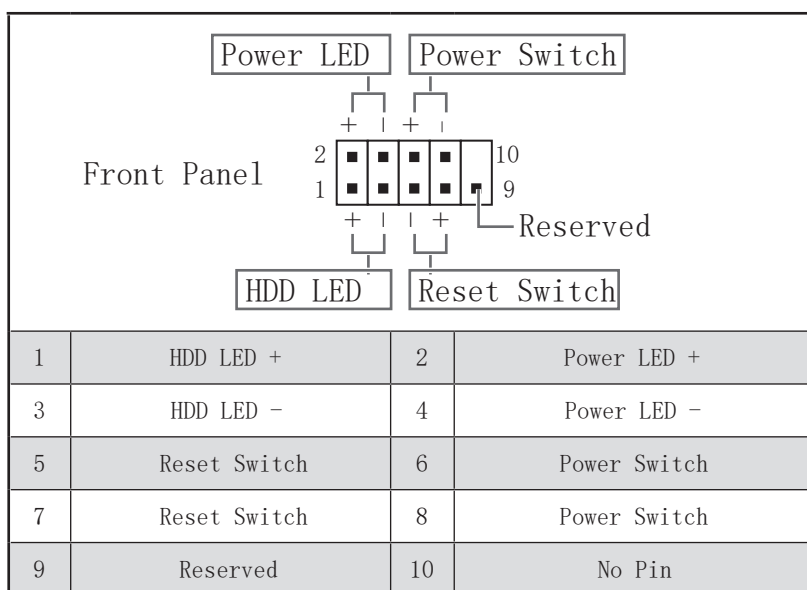 Power LED Power Switch
+ - + -
2 10
Front Panel
1 9
+ - - +
Reserved
HDD LED Reset Switch
1 HDD LED + 2 Power LED +
3 HDD LED - 4 Power LED -
5 Reset Switch 6 Power Switch
7 Reset Switch 8 Power Switch
9 Reserved 10 No Pin